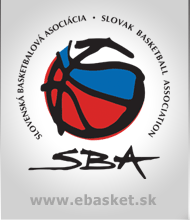 SLOVENSKÁ BASKETBALOVÁ ASOCIÁCIA • SLOVAK BASKETBALL ASSOCIATION
SBA
www.ebasket.sk